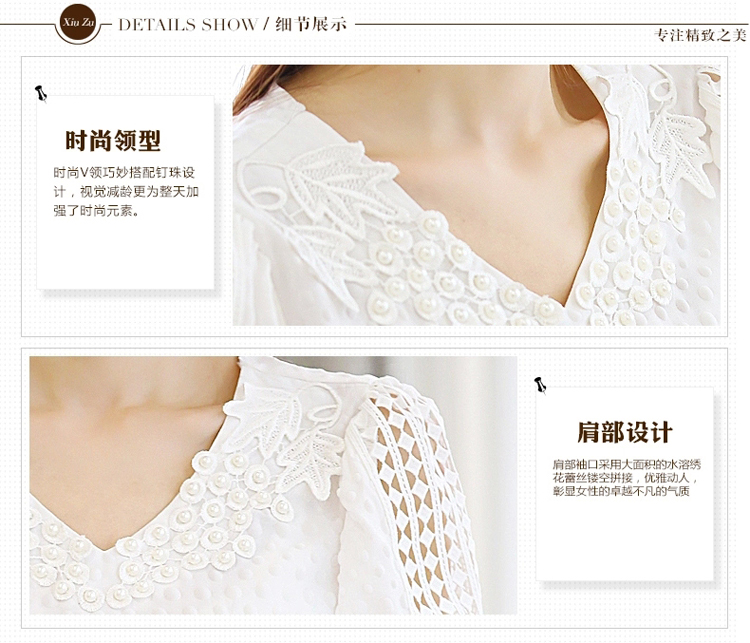 Xiu Zu
DETAILS SHOW / 细节展示
专注精致之美
时尚领型
时尚V领巧妙搭配钉珠设
计，视觉减龄更为整天加
强了时尚元素。
肩部设计
肩部袖口采用大面积的水溶绣
花蕾丝镂空拼接，优雅动人，
彰显女性的卓越不凡的气质